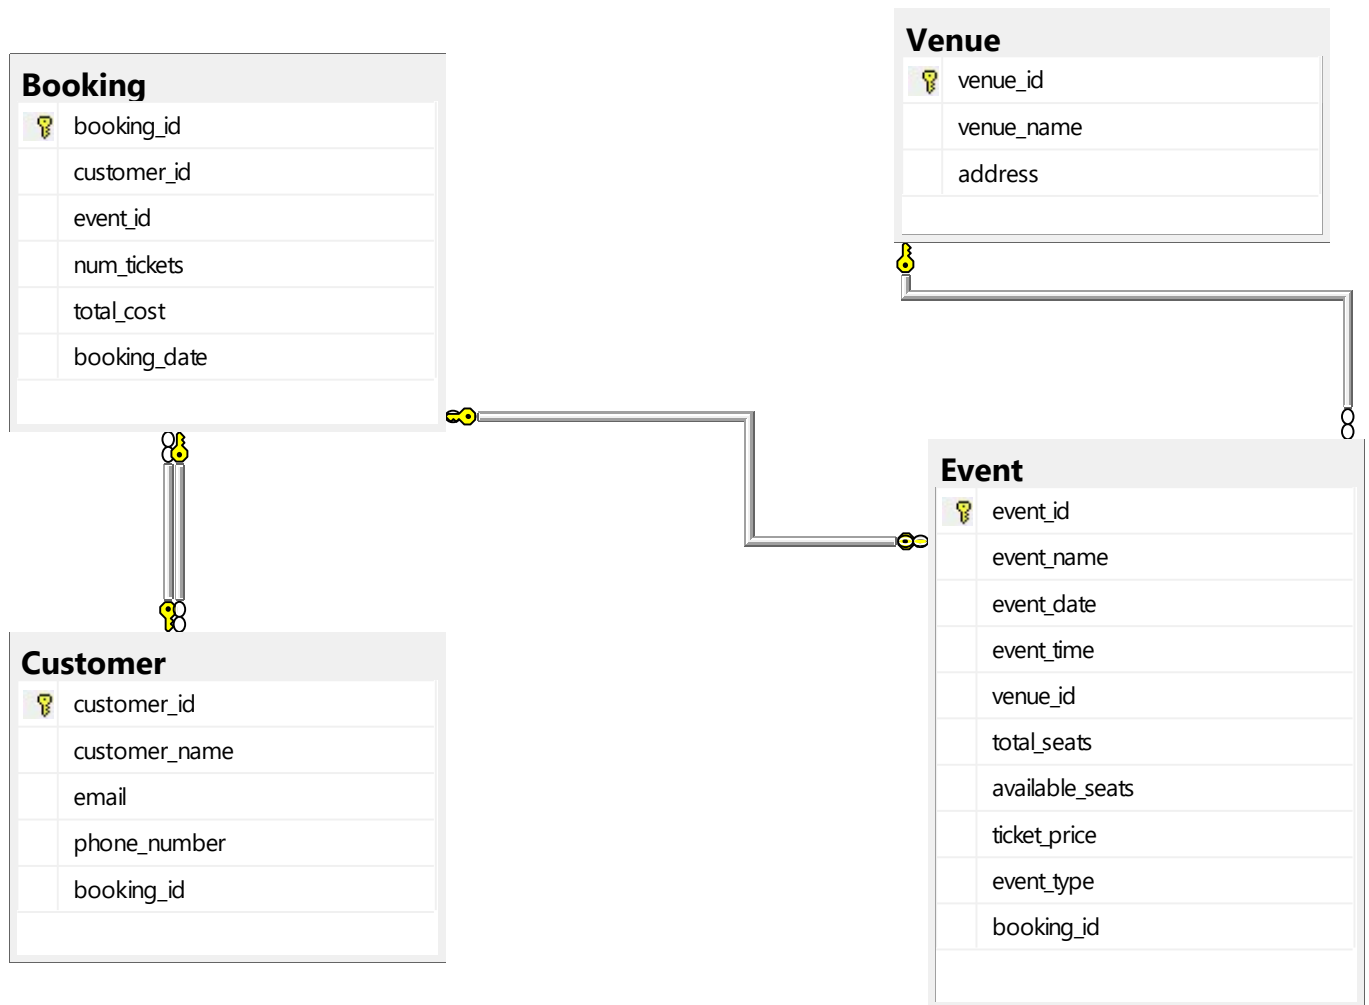 Booking
booking_id
customer_id
event_id
num_tickets
total_cost
booking_date
Venue
venue_id
venue_name
address
Customer
customer_id
customer_name
email
phone_number
booking_id
Event
event_id
event_name
event_date
event_time
venue_id
total_seats
available_seats
ticket_price
event_type
booking_id